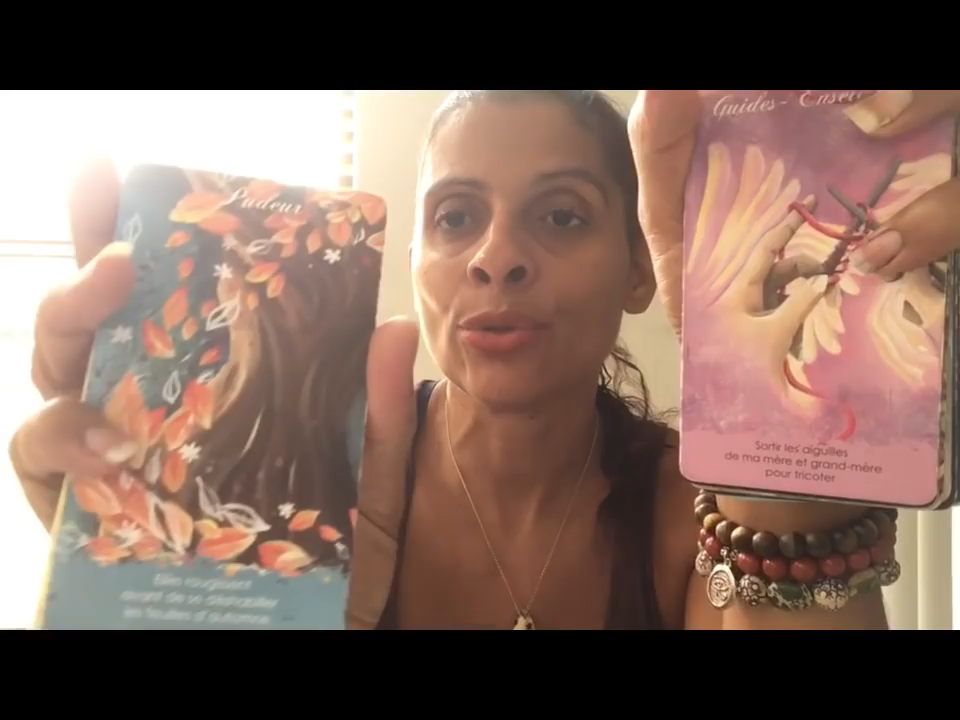 Pudeur
Elles rougissent
avant de se déshabiller
les feuilles d'automne
Guides-
Sortir les aiguilles
de ma mère et grand-mère
pour tricoter